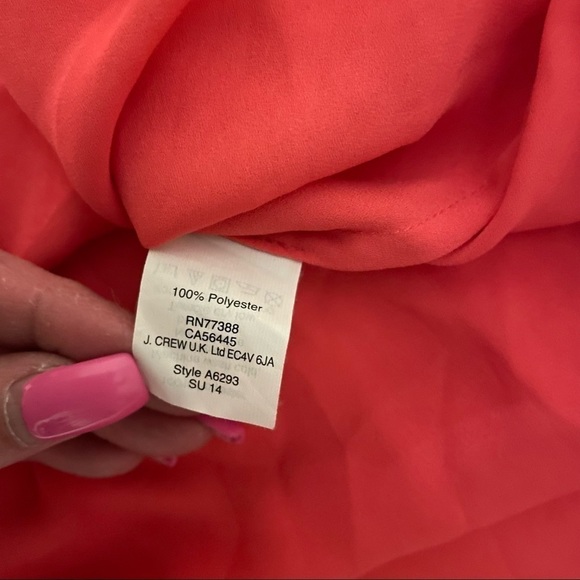 100% Polyester
RN77388
CA56445
J. CREW U.K. Ltd EC4V 6JA
Style A6293
SU 14